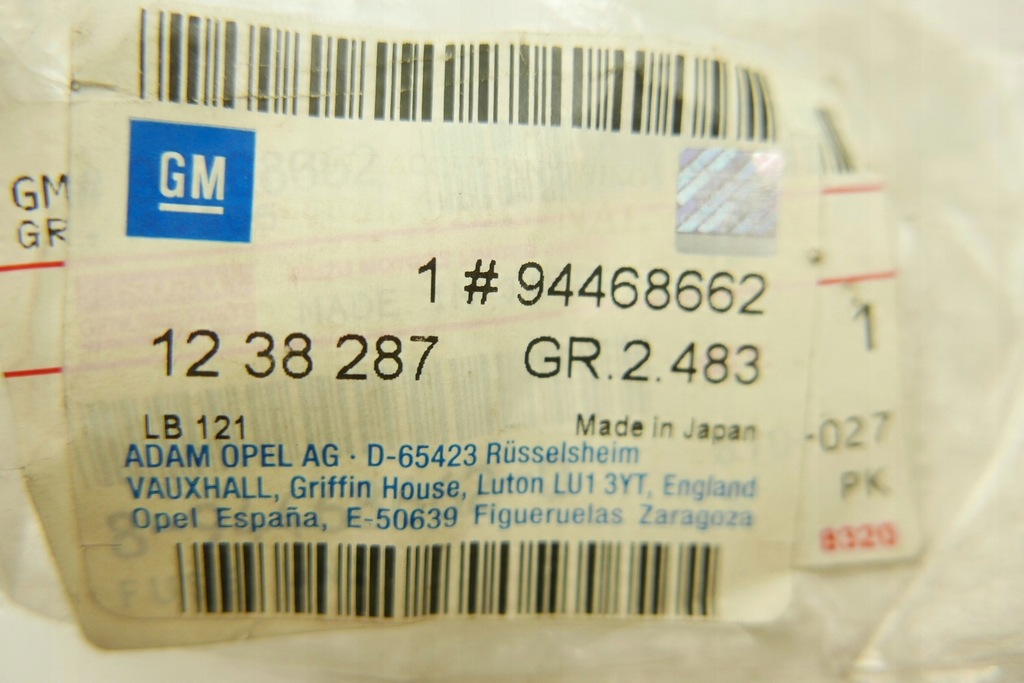 GM
GM
GR
1 # 94468662
12 38 287 GR.2.483
1
LB 121 Made in Japan
-027
ADAM OPEL AG · D-65423 Rüsselsheim
VAUXHALL, Griffin House, Luton LU1 3YT, England
PK
Opel España, E-50639 Figueruelas Zaragoza
8320